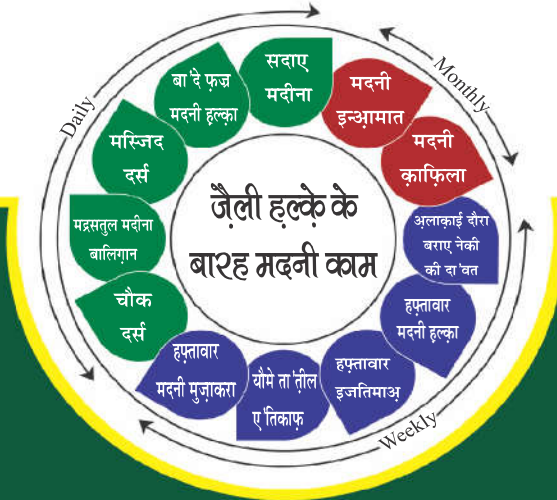 ज़ैली ह़ल्के़ के
बारह मदनी काम
Daily
सदाए
मदीना
बा'दे फ़ज्र
मदनी ह़ल्क़ा
मस्जिद
दर्स
मद्रसतुल मदीना
बालिग़ान
चौक
दर्स
Weekly
हफ़्तावार
मदनी मुज़ाकरा
यौमे ता'त़ील
ए'तिकाफ़
हफ़्तावार
इजतिमाअ़
हफ़्तावार
मदनी ह़ल्क़ा
अ़लाक़ाई दौरा
बराए नेकी
की दा'वत
Monthly
मदनी
क़ाफ़िला
मदनी
इन्आ़मात